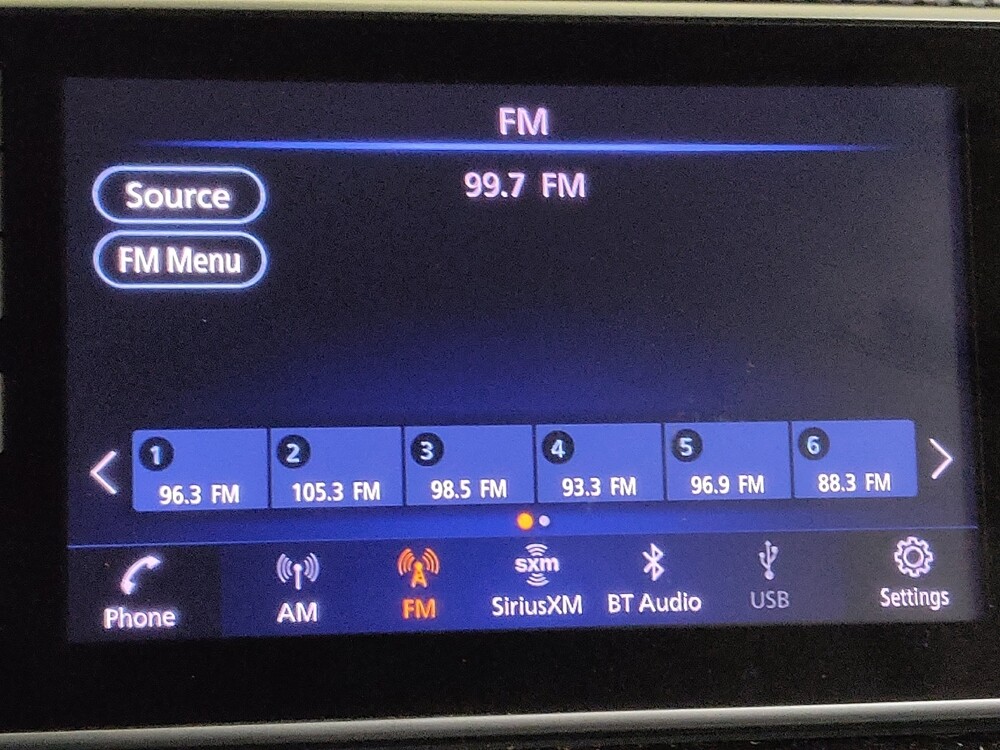 FM
99.7 FM
Source
FM Menu
1 2 3 4 5 6
96.3 FM 105.3 FM 98.5 FM 93.3 FM 96.9 FM 88.3 FM
sxm
Phone AM FM SiriusXM BT Audio USB Settings